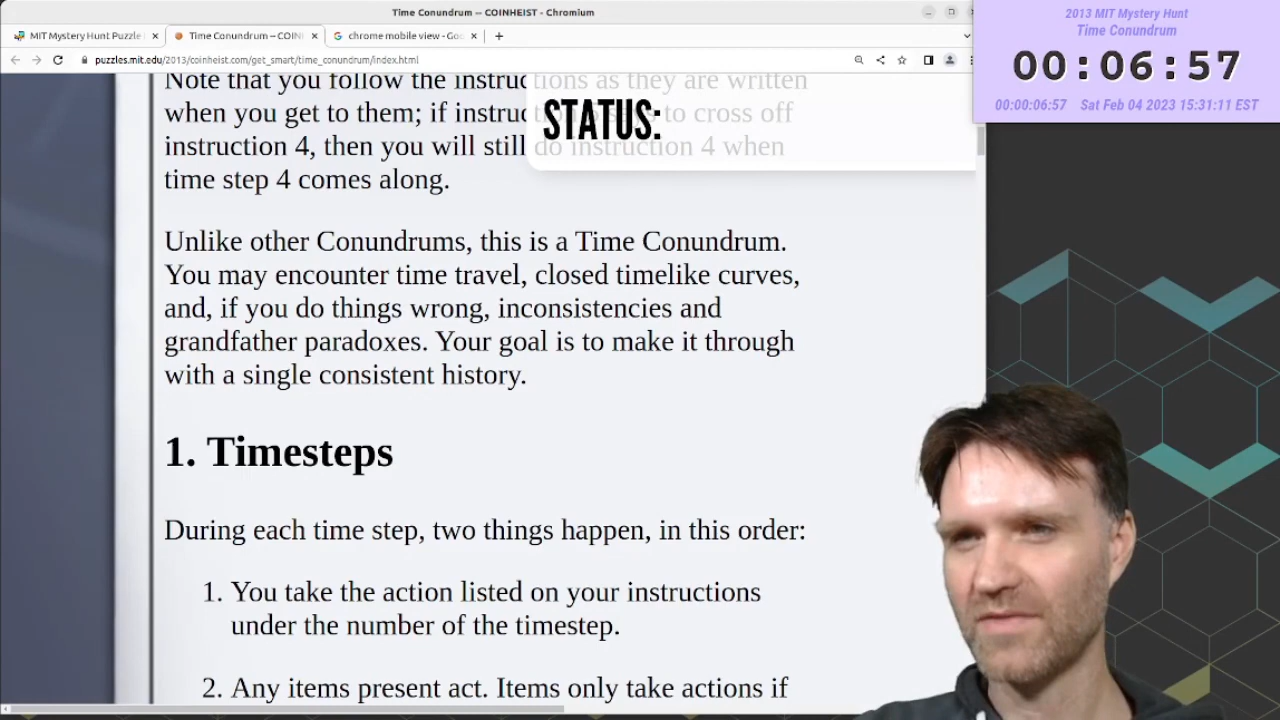 Time Conundrum — COINHEIST - Chromium
MIT Mystery Hunt Puzzle
Time Conundrum — COIN
chrome mobile view - Go
puzzles.mit.edu/2013/coinheist.com/get_smart/time_conundrum/index.html
2013 MIT Mystery Hunt
Time Conundrum
00:06:57
00:00:06:57 Sat Feb 04 2023 15:31:11 EST
STATUS:
Note that you follow the instructions as they are written
when you get to them; if instruc to cross off
instruction 4, then you will still do instruction 4 when
time step 4 comes along.
Unlike other Conundrums, this is a Time Conundrum.
You may encounter time travel, closed timelike curves,
and, if you do things wrong, inconsistencies and
grandfather paradoxes. Your goal is to make it through
with a single consistent history.
1. Timesteps
During each time step, two things happen, in this order:
1. You take the action listed on your instructions
under the number of the timestep.
2. Any items present act. Items only take actions if